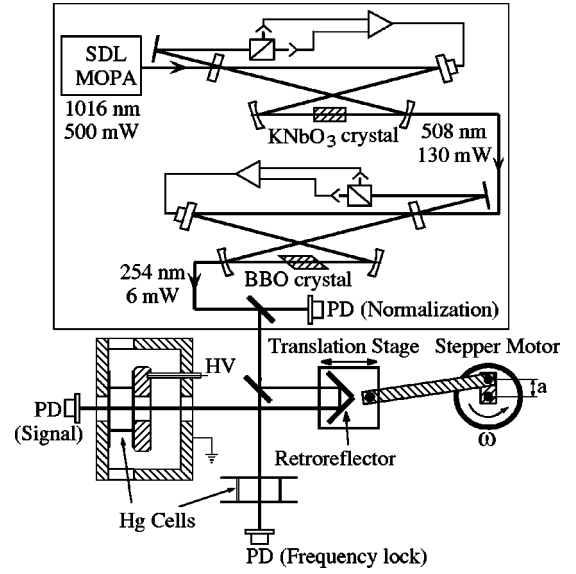 SDL
MOPA
1016 nm
500 mW
KNbO₃ crystal
508 nm
130 mW
254 nm
6 mW
BBO crystal
PD (Normalization)
Translation Stage
Stepper Motor
HV
PD
(Signal)
a
ω
Retroreflector
Hg Cells
PD (Frequency lock)